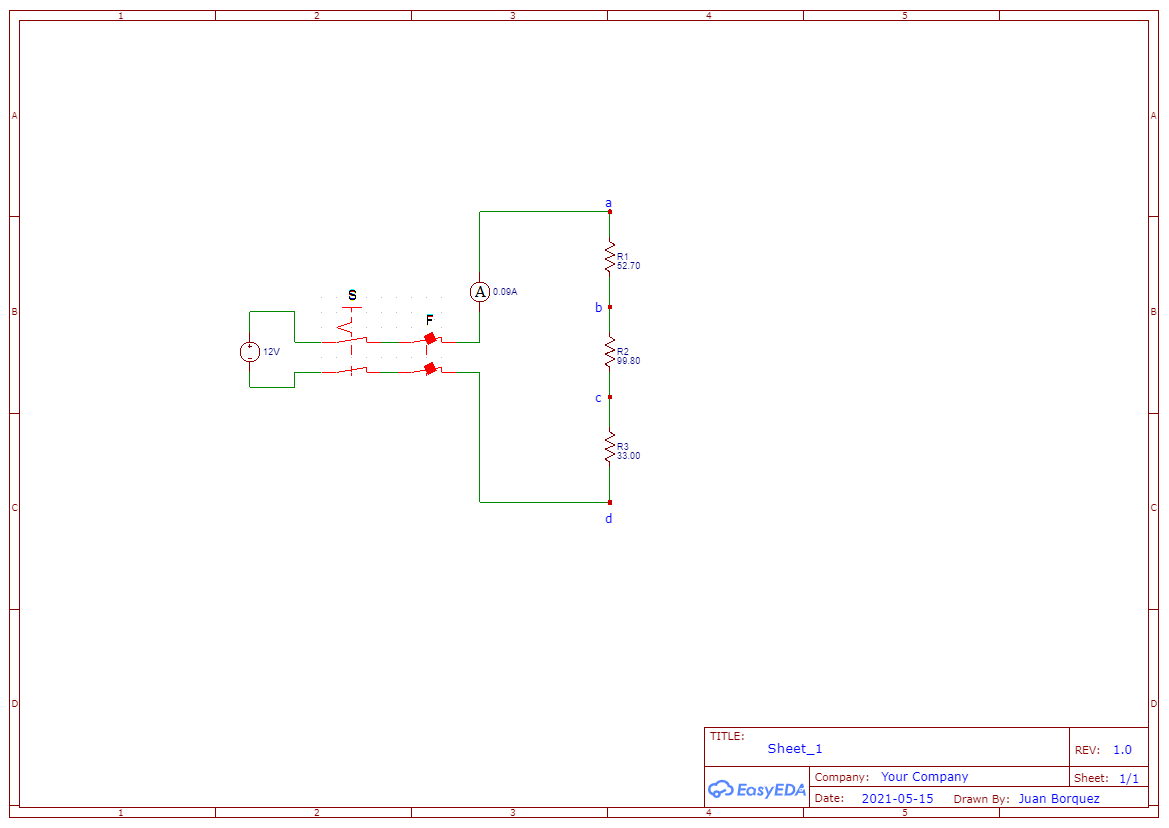 1 2 3 4 5
A A
a
R1
52.70
S
A 0.09A
b
B B
F
12V
R2
99.80
c
R3
33.00
C C
d
D D
TITLE:
Sheet_1
REV: 1.0
Company: Your Company
Sheet: 1/1
EasyEDA
Date: 2021-05-15 Drawn By: Juan Borquez
1 2 3 4 5